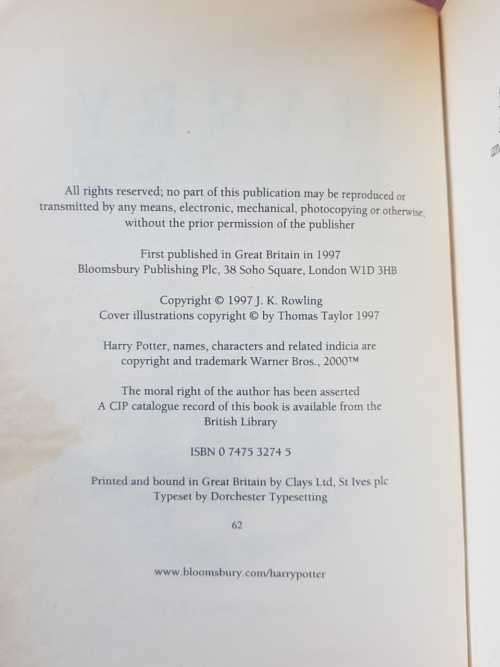 All rights reserved; no part of this publication may be reproduced or
transmitted by any means, electronic, mechanical, photocopying or otherwise,
without the prior permission of the publisher
First published in Great Britain in 1997
Bloomsbury Publishing Plc, 38 Soho Square, London W1D 3HB
Copyright © 1997 J. K. Rowling
Cover illustrations copyright © by Thomas Taylor 1997
Harry Potter, names, characters and related indicia are
copyright and trademark Warner Bros., 2000™
The moral right of the author has been asserted
A CIP catalogue record of this book is available from the
British Library
ISBN 0 7475 3274 5
Printed and bound in Great Britain by Clays Ltd, St Ives plc
Typeset by Dorchester Typesetting
62
www.bloomsbury.com/harrypotter